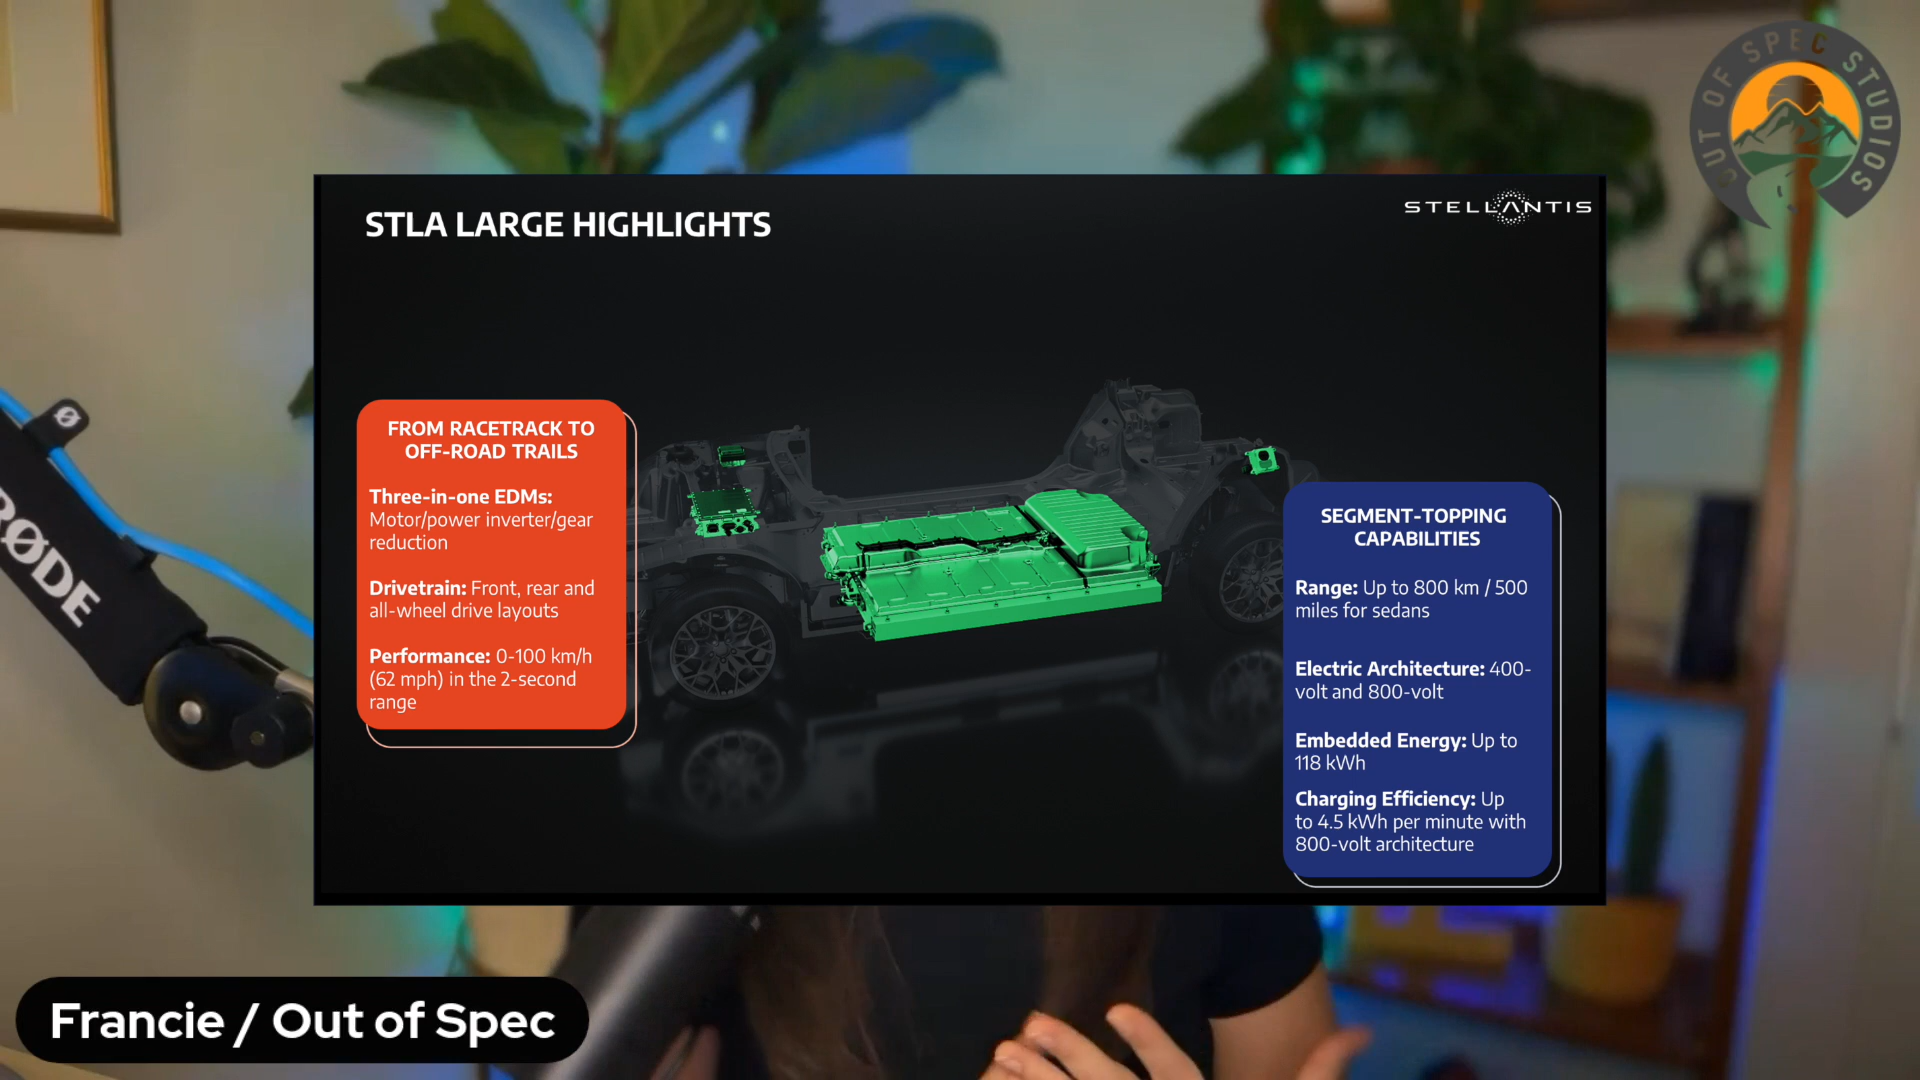 OUT OF SPEC STUDIOS
STELLANTIS
STLA LARGE HIGHLIGHTS
FROM RACETRACK TO
OFF-ROAD TRAILS
Three-in-one EDMs:
Motor/power inverter/gear
reduction
Drivetrain: Front, rear and
all-wheel drive layouts
Performance: 0-100 km/h
(62 mph) in the 2-second
range
SEGMENT-TOPPING
CAPABILITIES
Range: Up to 800 km / 500
miles for sedans
Electric Architecture: 400-
volt and 800-volt
Embedded Energy: Up to
118 kWh
Charging Efficiency: Up
to 4.5 kWh per minute with
800-volt architecture
RØDE
Francie / Out of Spec